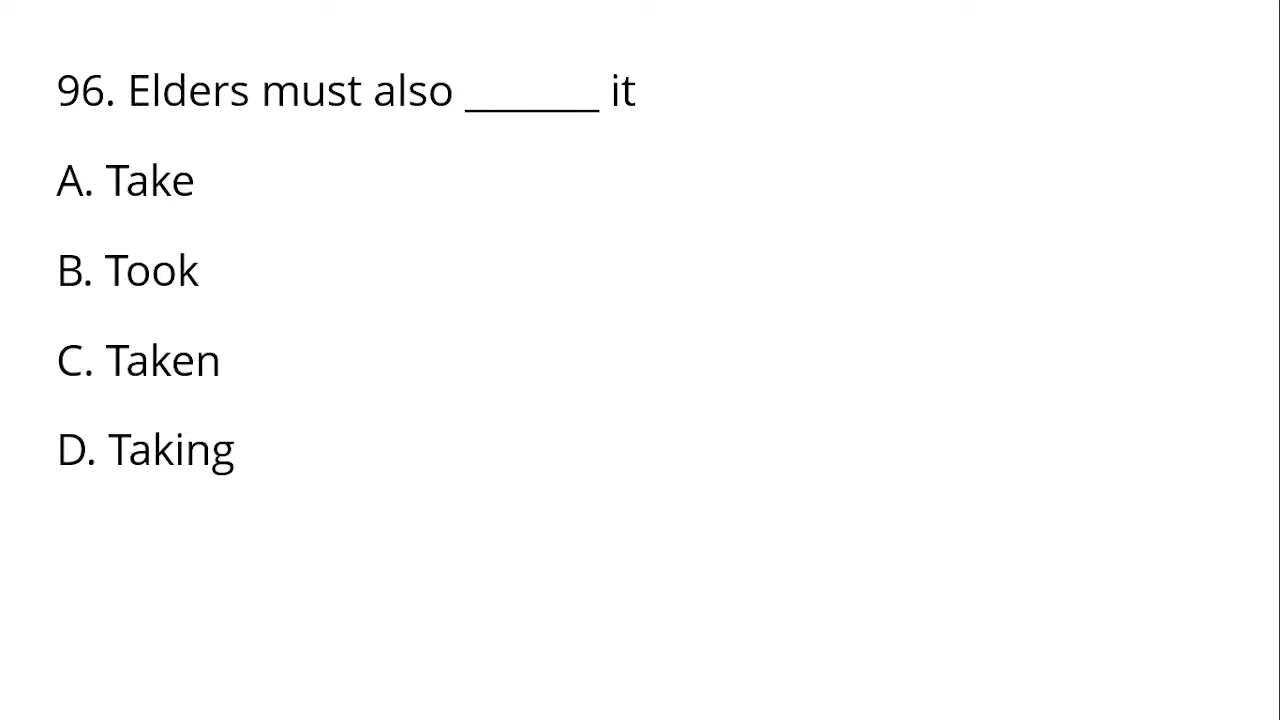 96. Elders must also _______ it
A. Take
B. Took
C. Taken
D. Taking